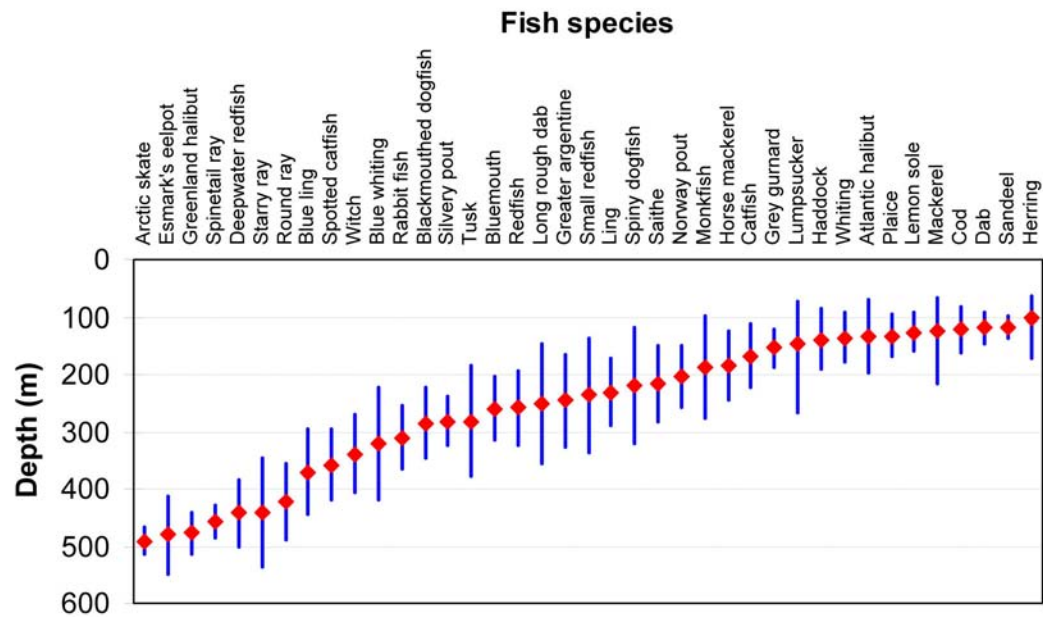 Fish species
Arctic skate
Esmark's eelpot
Greenland halibut
Spinetail ray
Deepwater redfish
Starry ray
Round ray
Blue ling
Spotted catfish
Witch
Blue whiting
Rabbit fish
Blackmouthed dogfish
Silvery pout
Tusk
Bluemouth
Redfish
Long rough dab
Greater argentine
Small redfish
Ling
Spiny dogfish
Saithe
Norway pout
Monkfish
Horse mackerel
Catfish
Grey gurnard
Lumpsucker
Haddock
Whiting
Atlantic halibut
Plaice
Lemon sole
Mackerel
Cod
Dab
Sandeel
Herring
Depth (m)
0
100
200
300
400
500
600